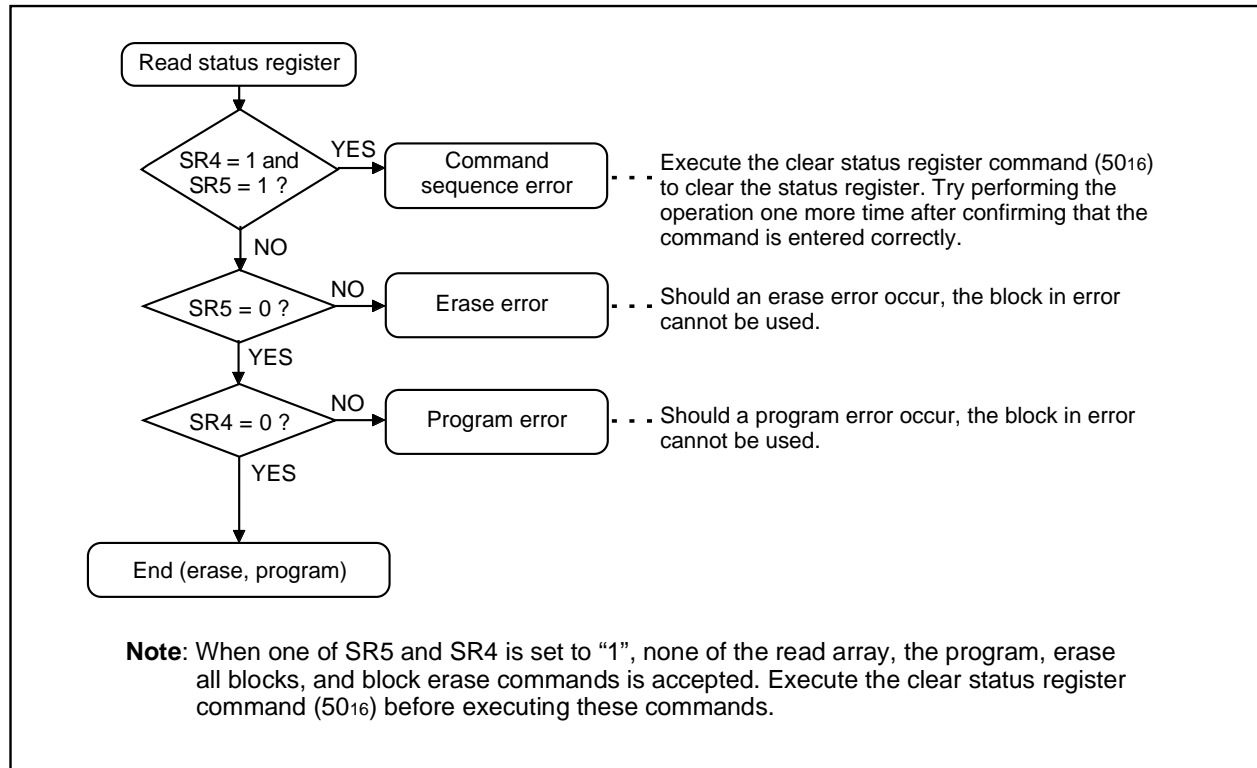 Read status register
SR4 = 1 and
SR5 = 1 ?
YES
Command
sequence error
Execute the clear status register command (5016)
to clear the status register. Try performing the
operation one more time after confirming that the
command is entered correctly.
NO
SR5 = 0 ?
NO
Erase error
Should an erase error occur, the block in error
cannot be used.
YES
SR4 = 0 ?
NO
Program error
Should a program error occur, the block in error
cannot be used.
YES
End (erase, program)
Note: When one of SR5 and SR4 is set to “1”, none of the read array, the program, erase
all blocks, and block erase commands is accepted. Execute the clear status register
command (5016) before executing these commands.